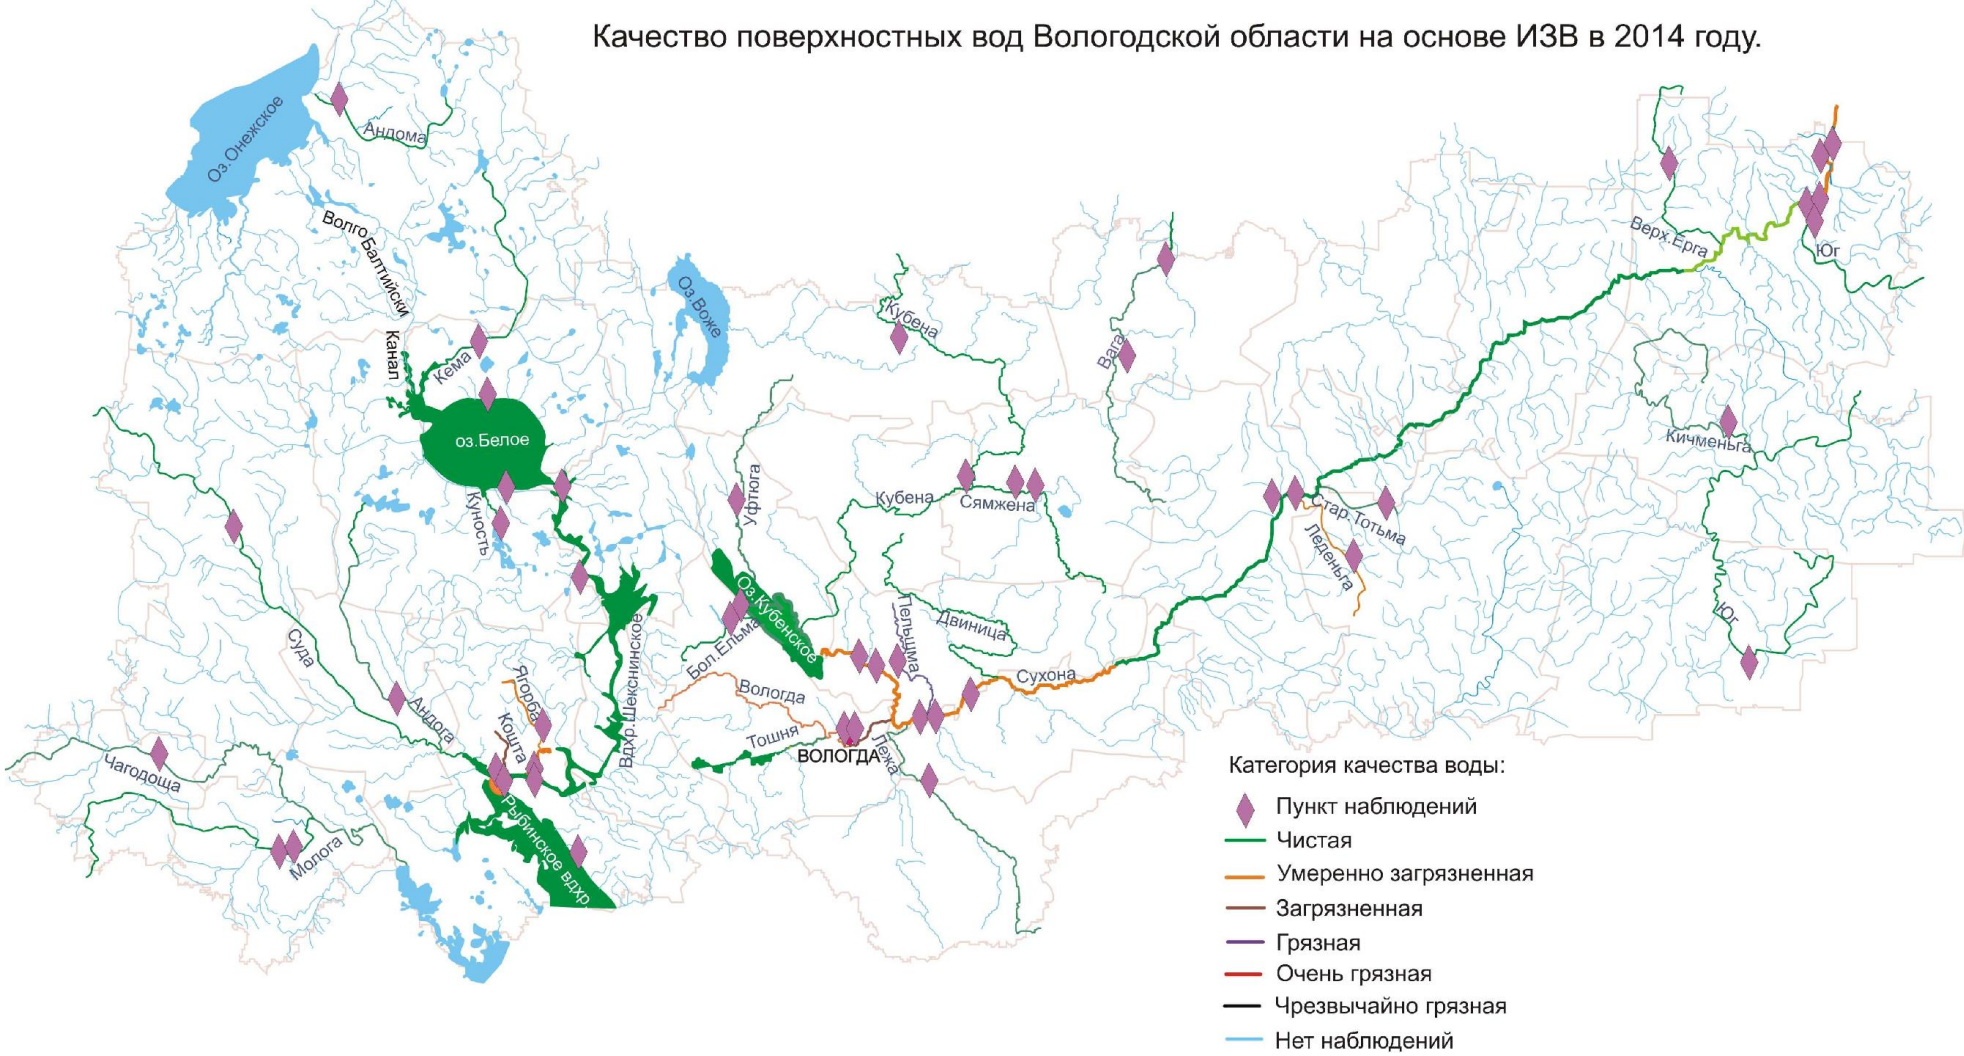 Качество поверхностных вод Вологодской области на основе ИЗВ в 2014 году.
Оз.Онежское
Андома
Волго
Балтийски
Канал
Кема
оз.Белое
Куность
Оз.Воже
Кубена
Вага
Верх.Ерга
Юг
Кичменьга
Уфтюга
Кубена
Сямжена
Стар.Тотьма
Леденьга
Юг
Оз.Кубенское
Бол.Ельма
Пельшма
Двиница
Сухона
Суда
Андога
Ягорба
Кошта
Вдхр.Шекснинское
Вологда
Тошня
ВОЛОГДА
Лежа
Чагодоща
Молога
Рыбинское вдхр.
Категория качества воды:
Пункт наблюдений
Чистая
Умеренно загрязненная
Загрязненная
Грязная
Очень грязная
Чрезвычайно грязная
Нет наблюдений